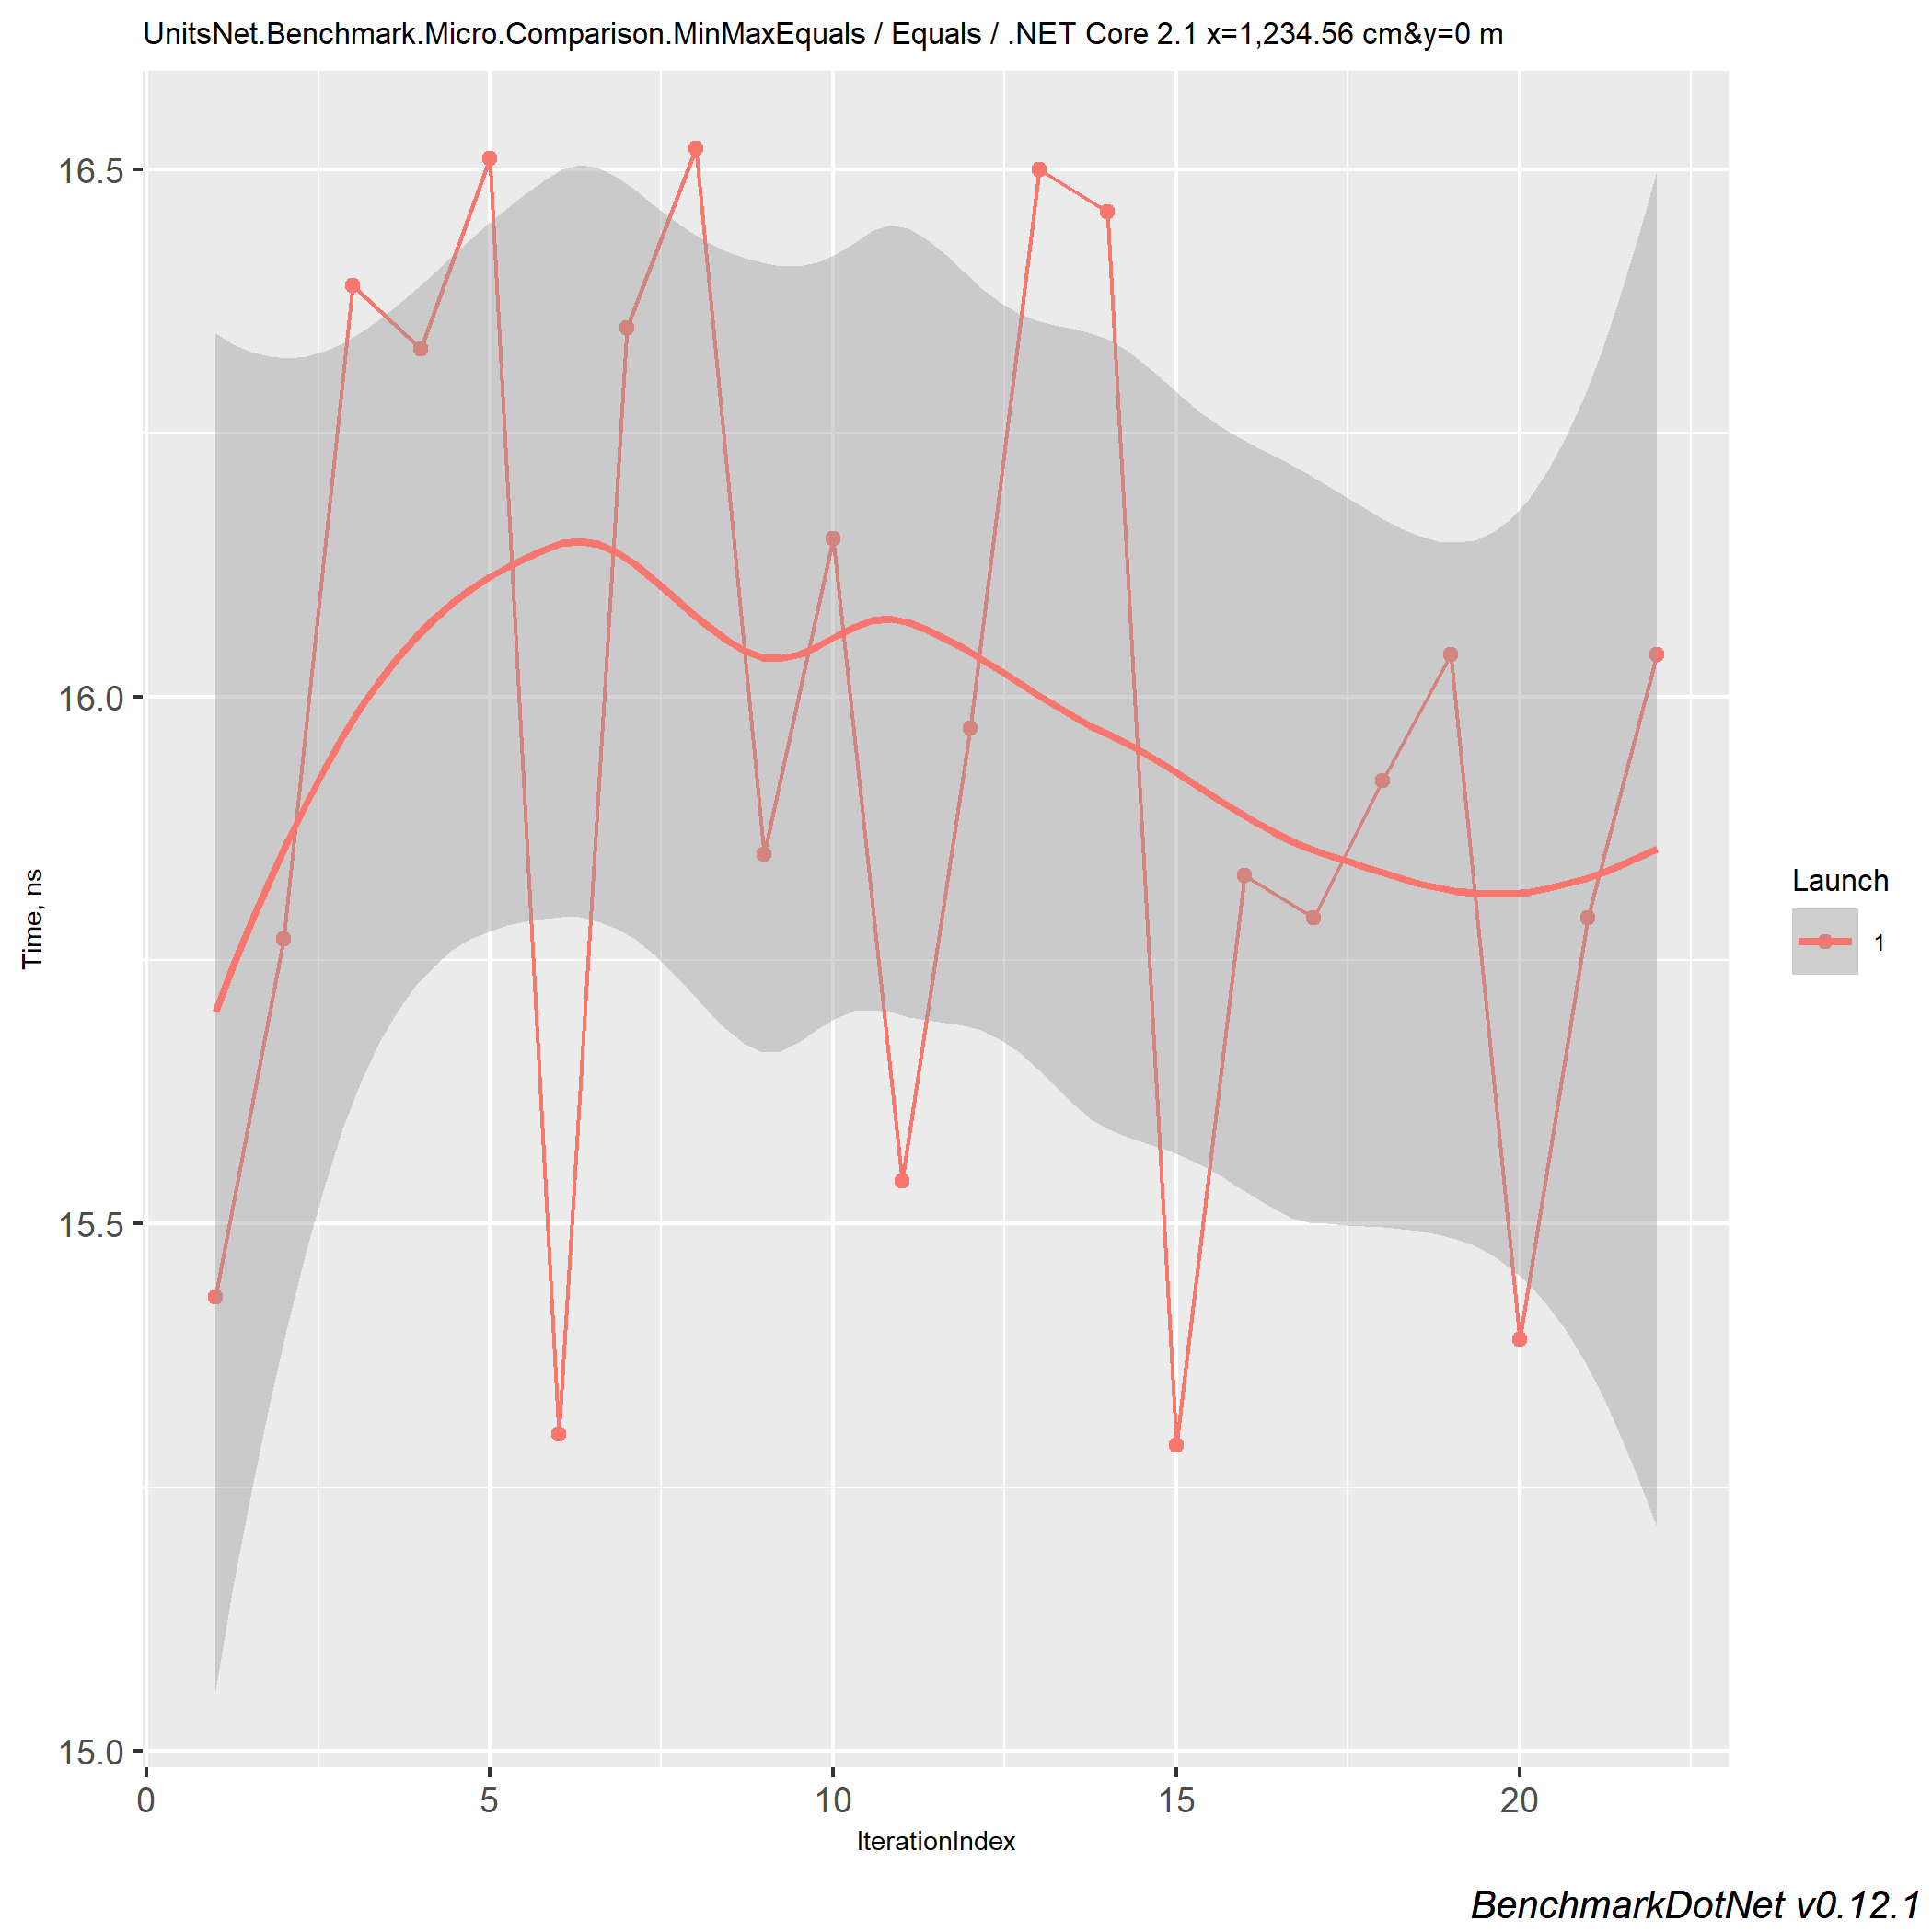 UnitsNet.Benchmark.Micro.Comparison.MinMaxEquals / Equals / .NET Core 2.1 x=1,234.56 cm&y=0 m
16.5
16.0
15.5
15.0
Time, ns
0 5 10 15 20
IterationIndex
Launch
1
BenchmarkDotNet v0.12.1